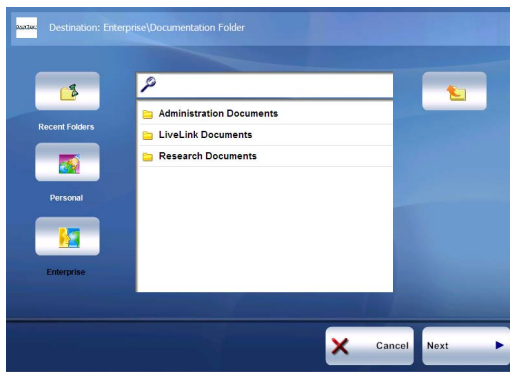 Destination: Enterprise\Documentation Folder
Recent Folders
Personal
Enterprise
Administration Documents
LiveLink Documents
Research Documents
Cancel
Next